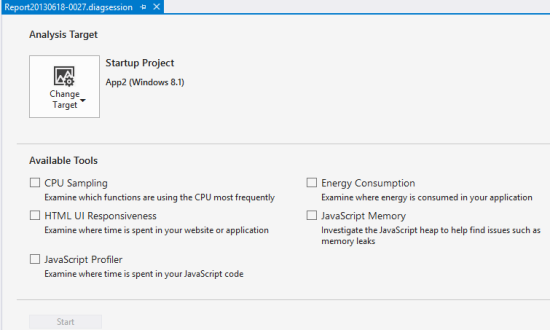 Report20130618-0027.diagsession
Analysis Target
Change
Target
Startup Project
App2 (Windows 8.1)
Available Tools
CPU Sampling
Examine which functions are using the CPU most frequently
Energy Consumption
Examine where energy is consumed in your application
HTML UI Responsiveness
Examine where time is spent in your website or application
JavaScript Memory
Investigate the JavaScript heap to help find issues such as
memory leaks
JavaScript Profiler
Examine where time is spent in your JavaScript code
Start